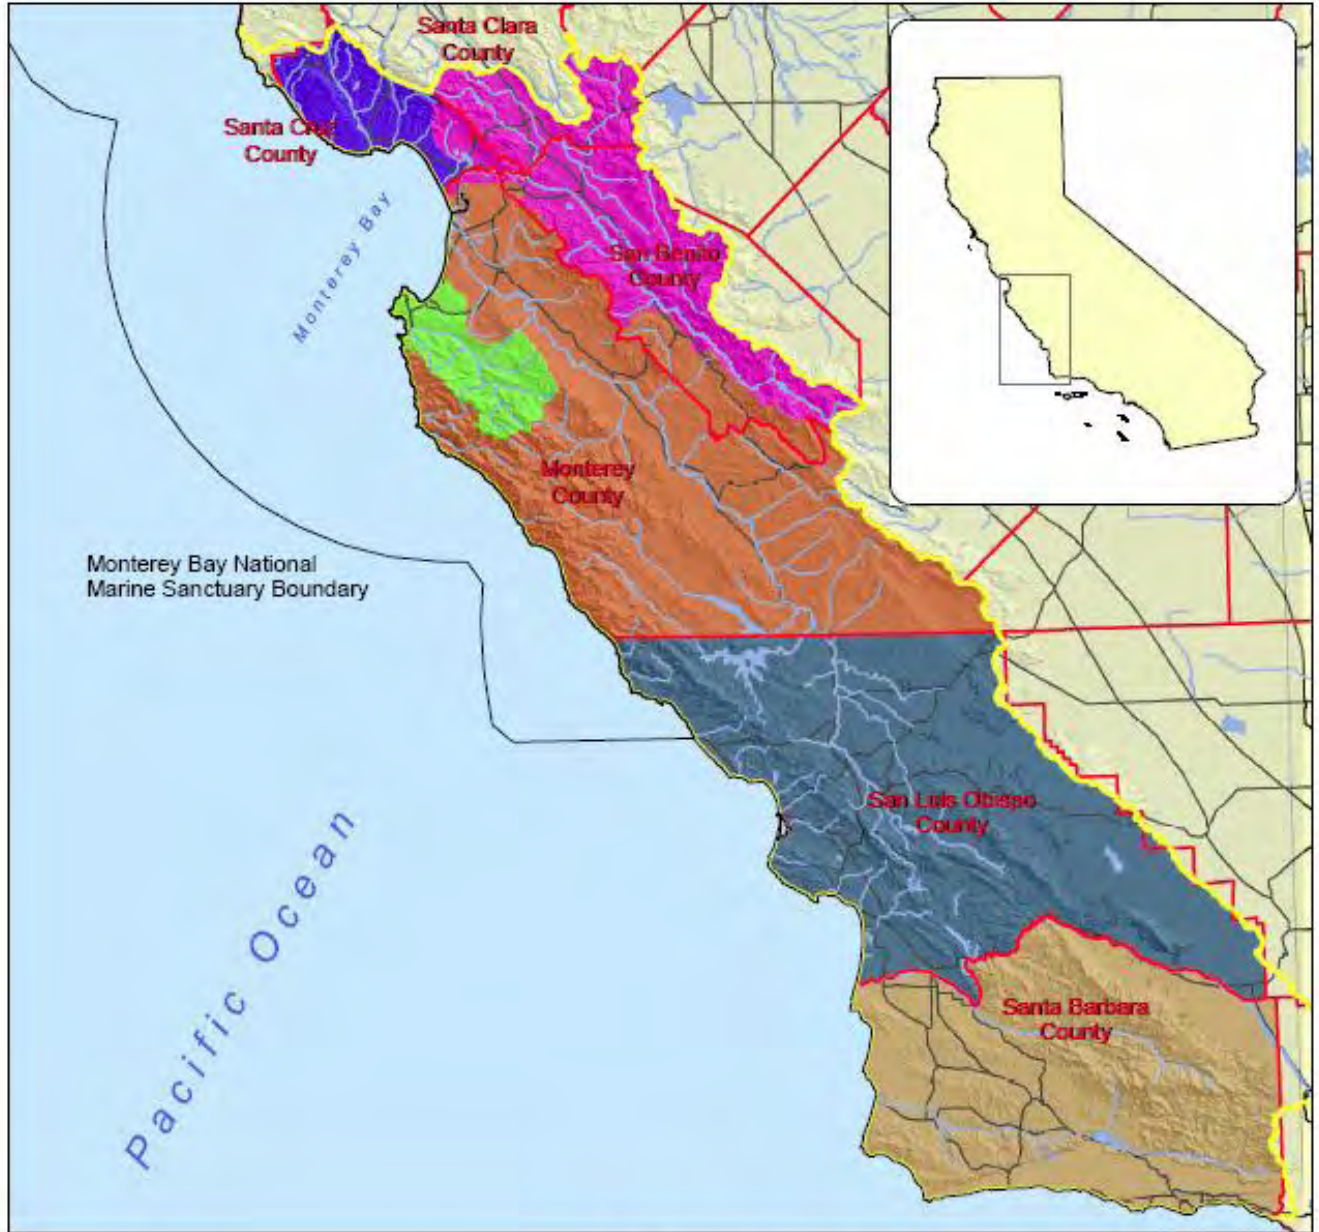 Santa Clara
County
Santa Cruz
County
Monterey Bay
San Benito
County
Monterey
County
Monterey Bay National
Marine Sanctuary Boundary
San Luis Obispo
County
Pacific Ocean
Santa Barbara
County